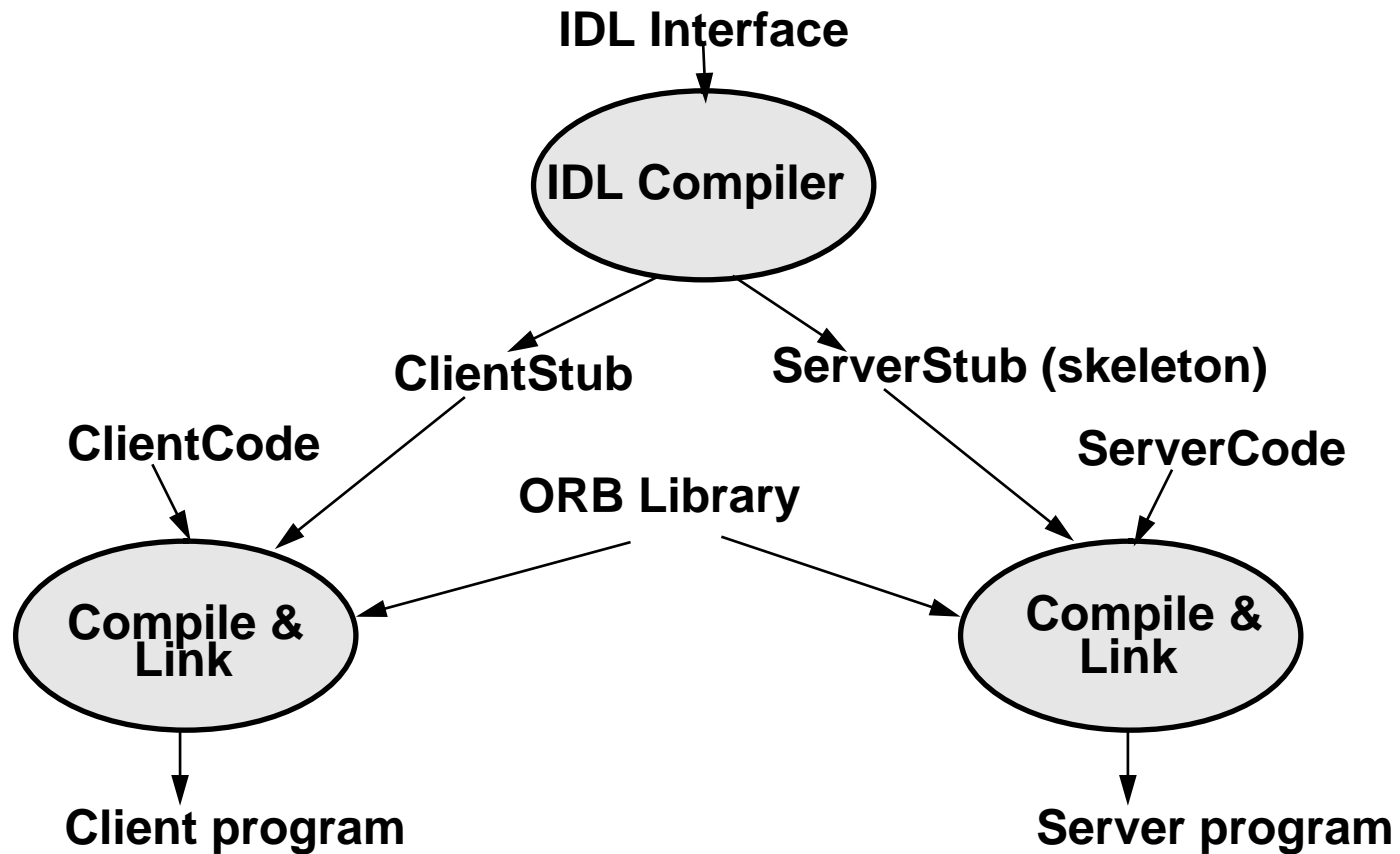 IDL Interface
IDL Compiler
ClientStub
ServerStub (skeleton)
ClientCode
ServerCode
ORB Library
Compile &
Link
Compile &
Link
Client program
Server program